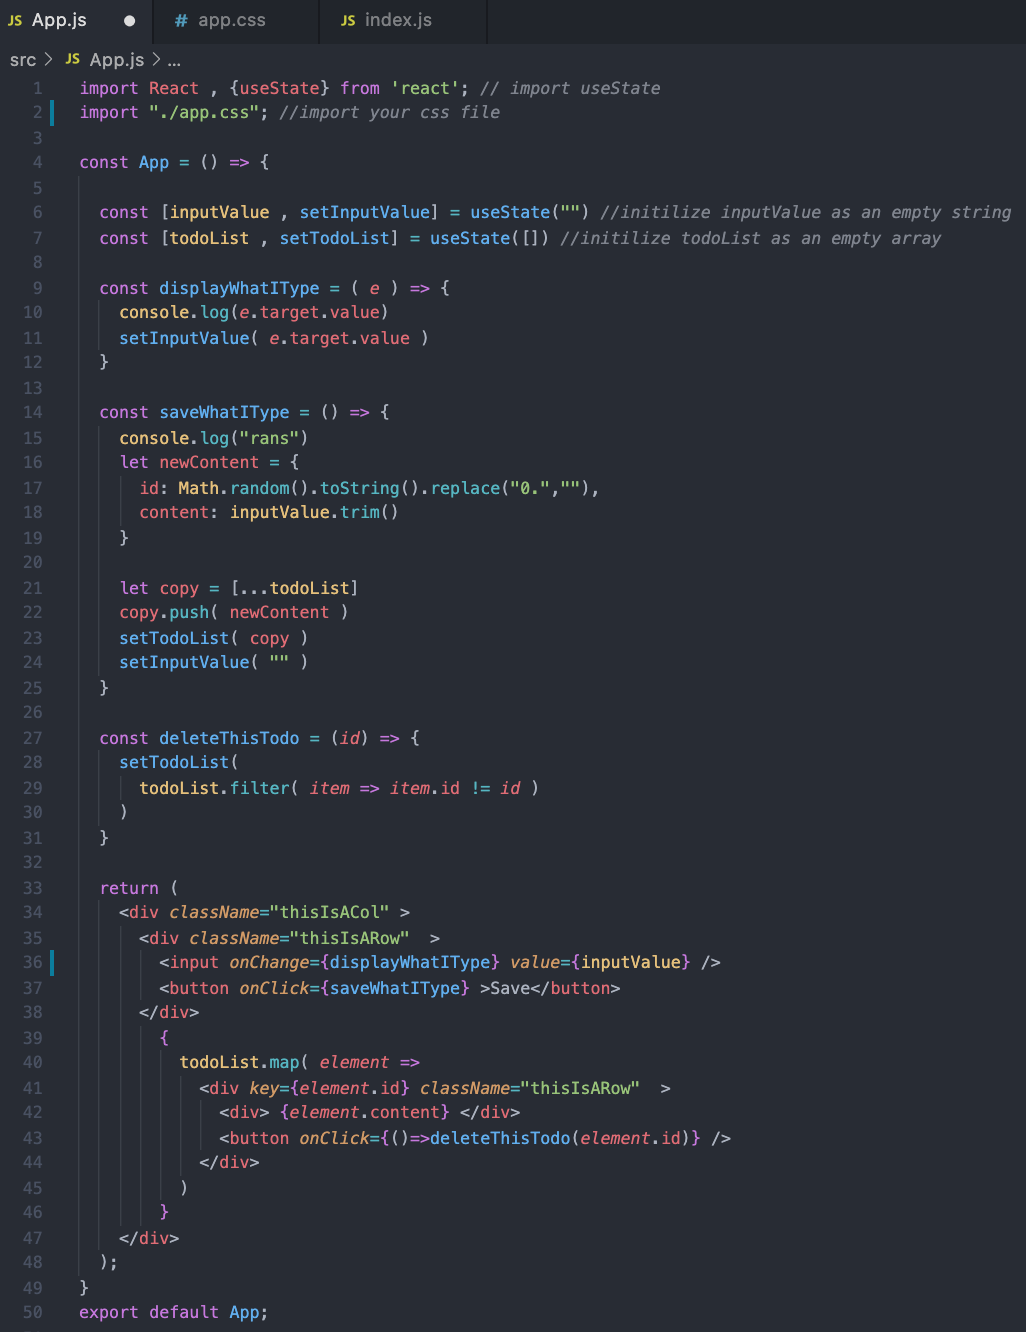 JS App.js ● # app.css JS index.js
src > JS App.js > ...
1 import React , {useState} from 'react'; // import useState
2 import "./app.css"; //import your css file
3
4 const App = () => {
5
6 const [inputValue , setInputValue] = useState("") //initilize inputValue as an empty string
7 const [todoList , setTodoList] = useState([]) //initilize todoList as an empty array
8
9 const displayWhatIType = ( e ) => {
10 console.log(e.target.value)
11 setInputValue( e.target.value )
12 }
13
14 const saveWhatIType = () => {
15 console.log("rans")
16 let newContent = {
17 id: Math.random().toString().replace("0.",""),
18 content: inputValue.trim()
19 }
20
21 let copy = [...todoList]
22 copy.push( newContent )
23 setTodoList( copy )
24 setInputValue( "" )
25 }
26
27 const deleteThisTodo = (id) => {
28 setTodoList(
29 todoList.filter( item => item.id != id )
30 )
31 }
32
33 return (
34 <div className="thisIsACol" >
35 <div className="thisIsARow"  >
36 <input onChange={displayWhatIType} value={inputValue} />
37 <button onClick={saveWhatIType} >Save</button>
38 </div>
39 {
40 todoList.map( element =>
41 <div key={element.id} className="thisIsARow"  >
42 <div> {element.content} </div>
43 <button onClick={()=>deleteThisTodo(element.id)} />
44 </div>
45 )
46 }
47 </div>
48 );
49 }
50 export default App;